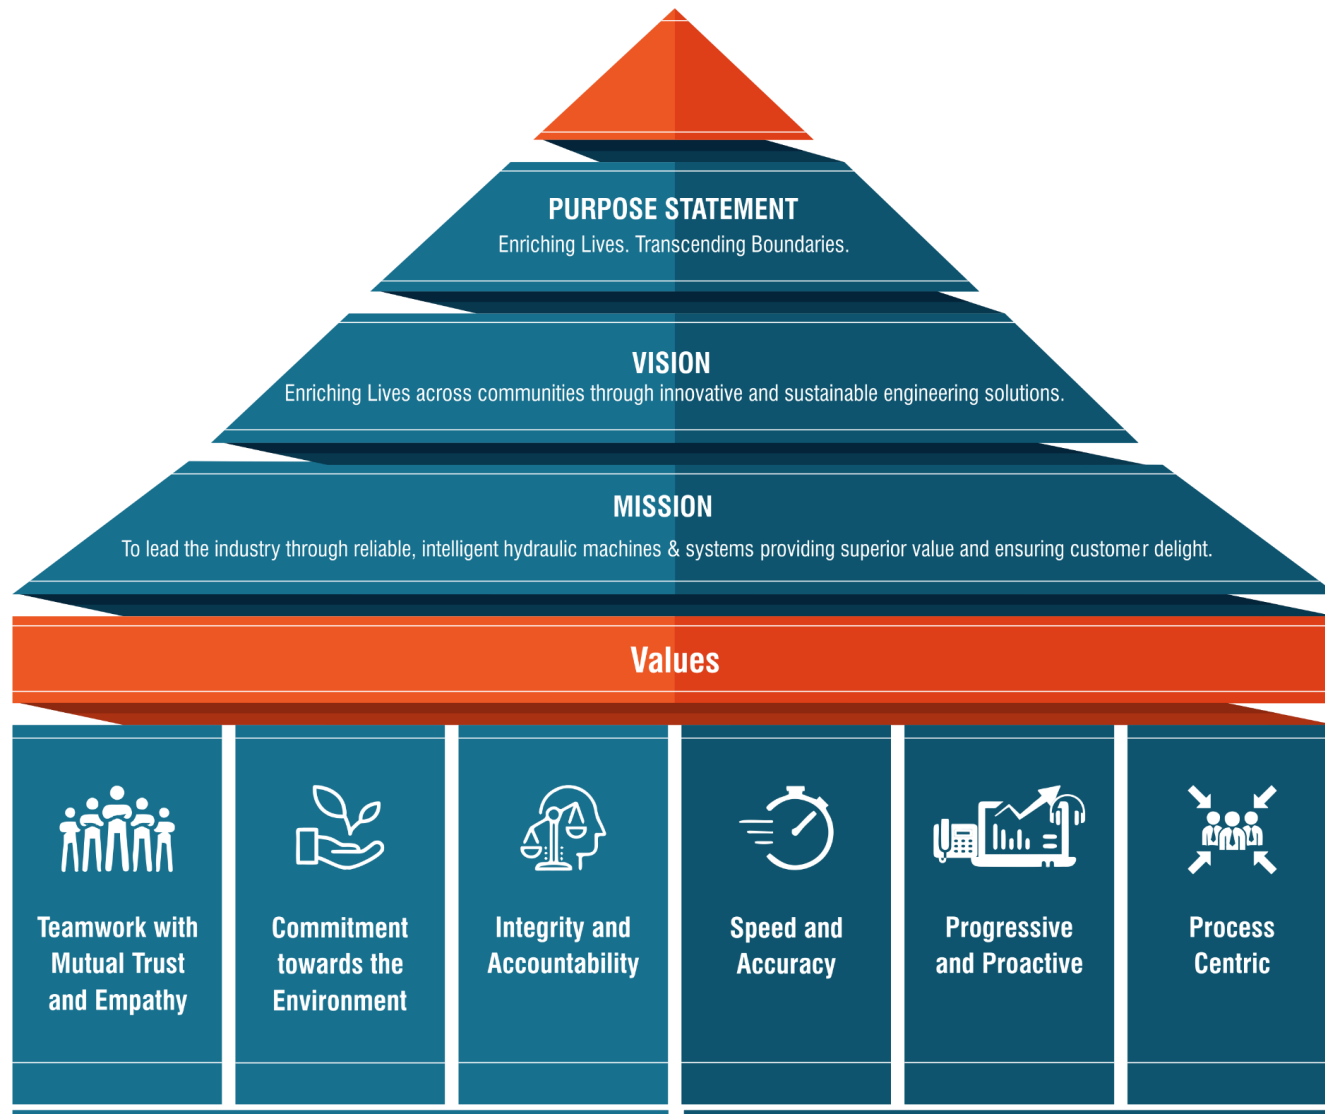 PURPOSE STATEMENT
Enriching Lives. Transcending Boundaries.
VISION
Enriching Lives across communities through innovative and sustainable engineering solutions.
MISSION
To lead the industry through reliable, intelligent hydraulic machines & systems providing superior value and ensuring customer delight.
Values
Teamwork with
Mutual Trust
and Empathy
Commitment
towards the
Environment
Integrity and
Accountability
Speed and
Accuracy
Progressive
and Proactive
Process
Centric